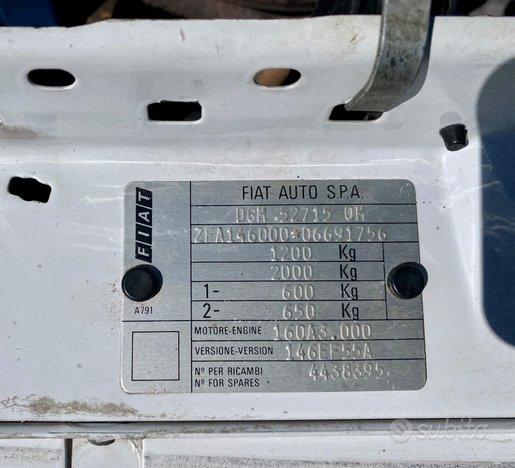 FIAT AUTO S.P.A.
DGM 52715 OM
ZFA146000*06691756
1200 Kg
2000 Kg
1- 600 Kg
2- 650 Kg
FIAT
A791
MOTORE-ENGINE 160A3.000
VERSIONE-VERSION 146EF55A
Nº PER RICAMBI
Nº FOR SPARES 4438395
subito